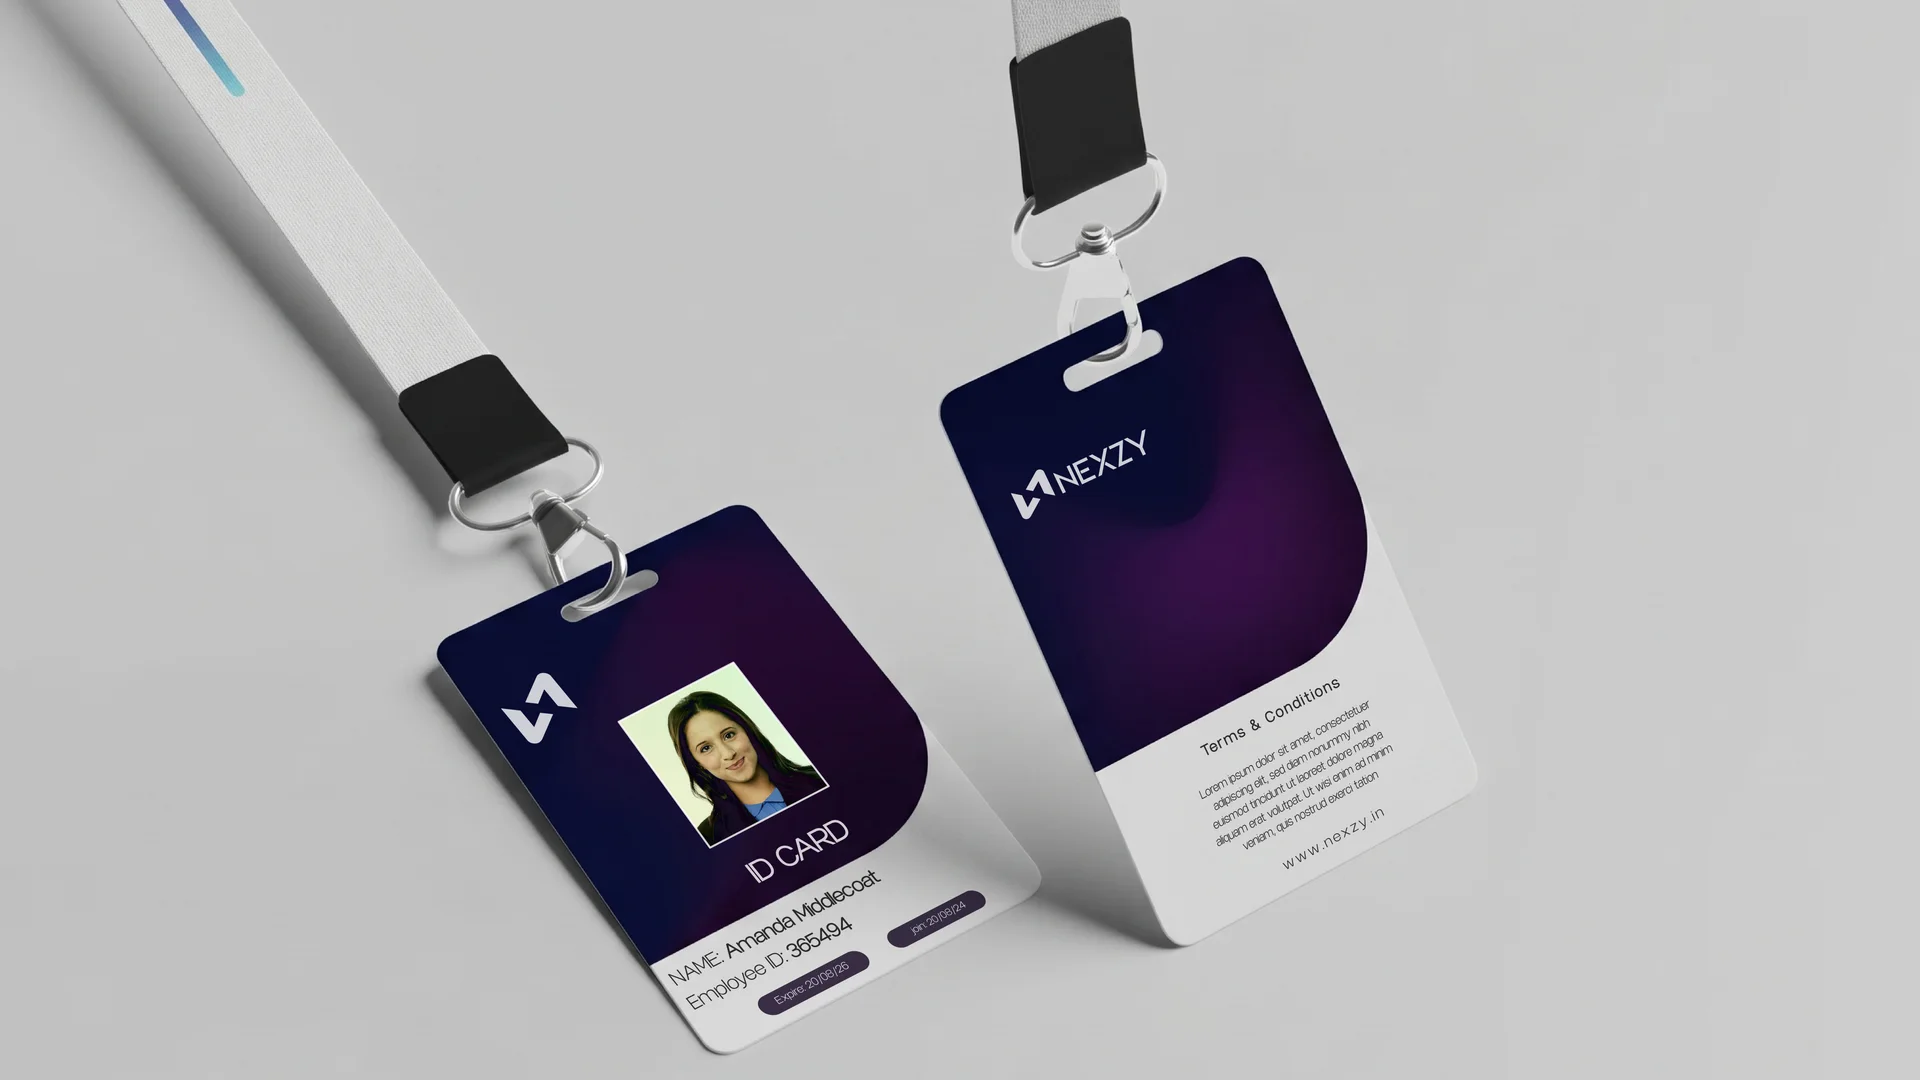 ID CARD
NAME: Amanda Middlecoat
Employee ID: 365494
Expire: 20/08/26
join: 20/08/24
NEXZY
Terms & Conditions
Lorem ipsum dolor sit amet, consectetuer
adipiscing elit, sed diam nonummy nibh
euismod tincidunt ut laoreet dolore magna
aliquam erat volutpat. Ut wisi enim ad minim
veniam, quis nostrud exerci tation
www.nexzy.in